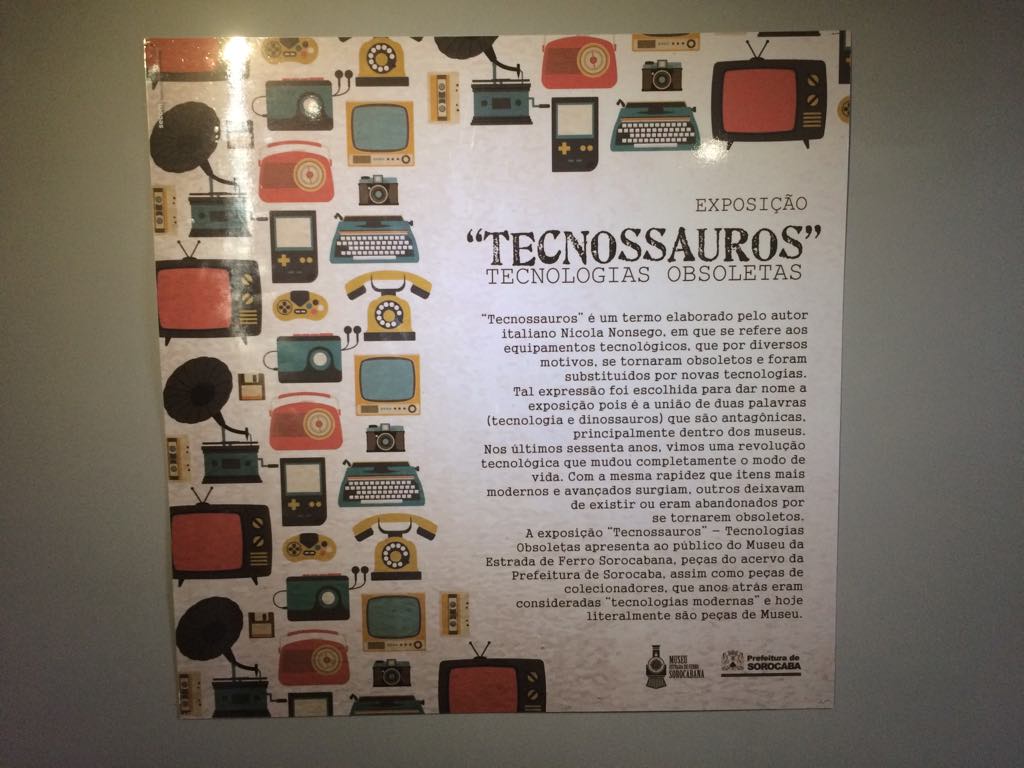 EXPOSIÇÃO
“TECNOSSAUROS”
TECNOLOGIAS OBSOLETAS
“Tecnossauros” é um termo elaborado pelo autor
italiano Nicola Nonsego, em que se refere aos
equipamentos tecnológicos, que por diversos
motivos, se tornaram obsoletos e foram
substituídos por novas tecnologias.
Tal expressão foi escolhida para dar nome a
exposição pois é a união de duas palavras
(tecnologia e dinossauros) que são antagônicas,
principalmente dentro dos museus.
Nos últimos sessenta anos, vimos uma revolução
tecnológica que mudou completamente o modo de
vida. Com a mesma rapidez que itens mais
modernos e avançados surgiam, outros deixavam
de existir ou eram abandonados por
se tornarem obsoletos.
A exposição “Tecnossauros” – Tecnologias
Obsoletas apresenta ao público do Museu da
Estrada de Ferro Sorocabana, peças do acervo da
Prefeitura de Sorocaba, assim como peças de
colecionadores, que anos atrás eram
consideradas “tecnologias modernas” e hoje
literalmente são peças de Museu.
MUSEU
ESTRADA DE FERRO
SOROCABANA
Prefeitura de
SOROCABA